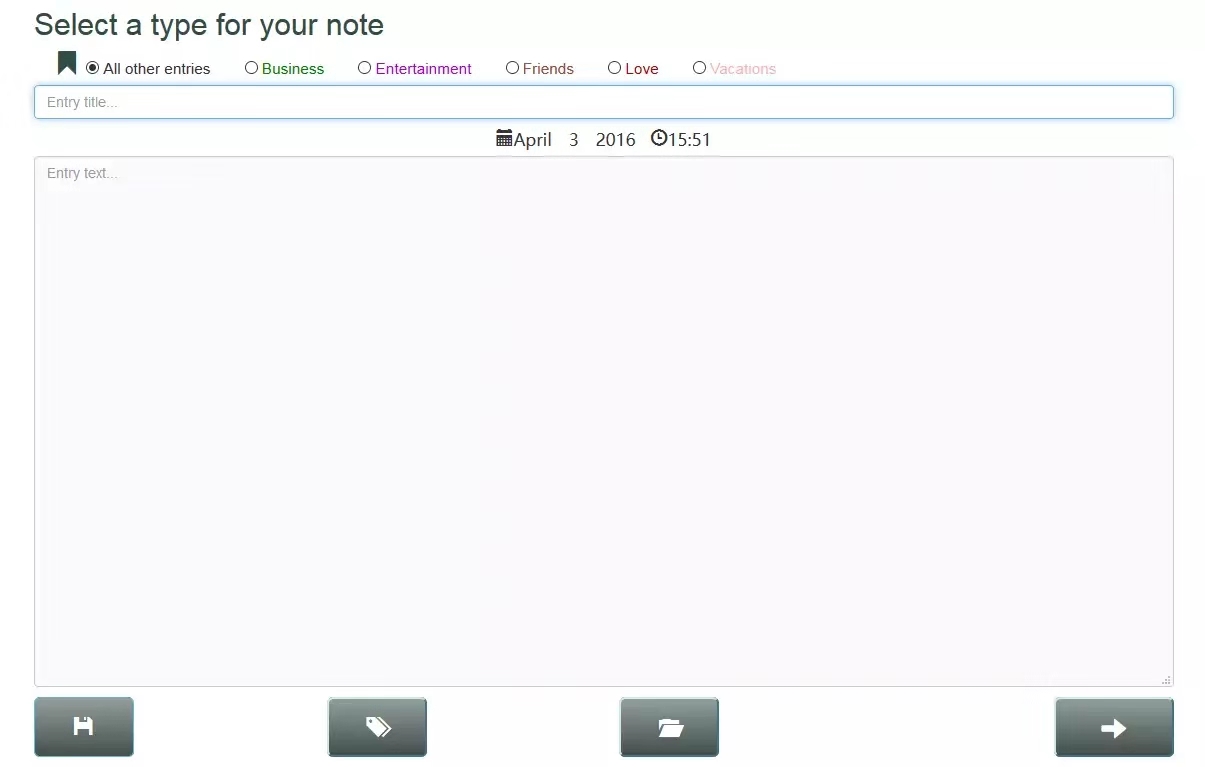 Select a type for your note
All other entries Business Entertainment Friends Love Vacations
Entry title...
April 3 2016 15:51
Entry text...